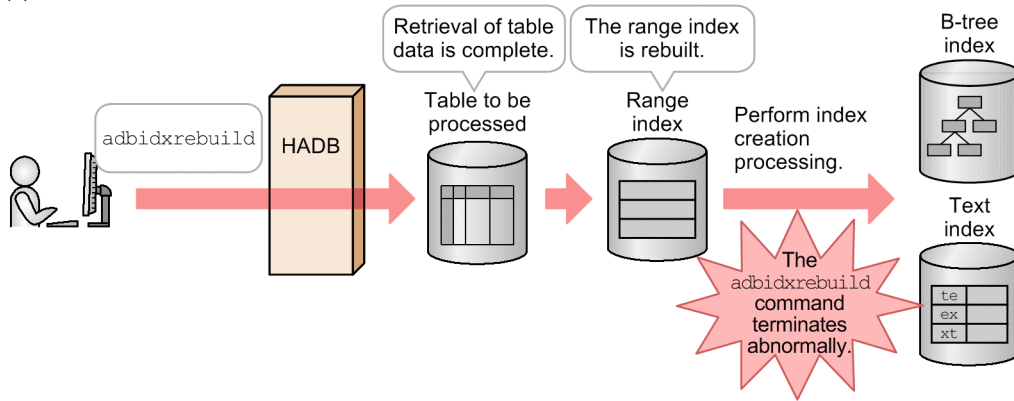 Retrieval of table
data is complete.
The range index
is rebuilt.
B-tree
index
adbidxrebuild
HADB
Table to be
processed
Range
index
Perform index
creation
processing.
Text
index
The
adbidxrebuild
command
terminates
abnormally.
te
ex
xt